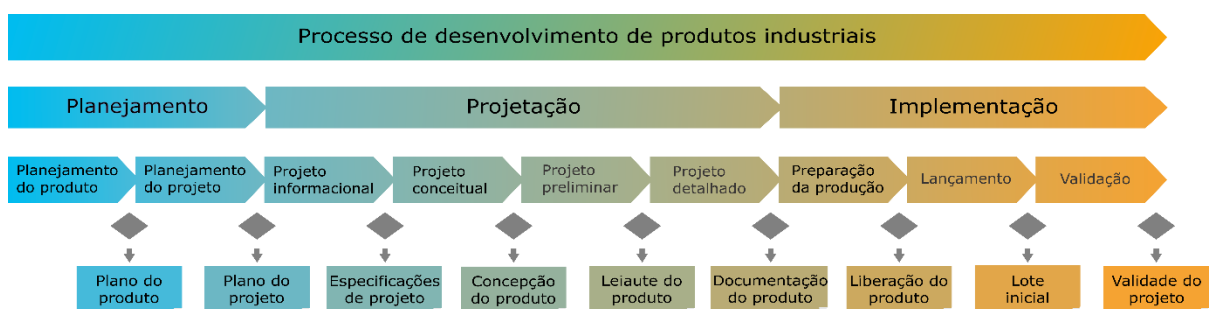 Processo de desenvolvimento de produtos industriais
Planejamento
Projetação
Implementação
Planejamento
do produto
Planejamento
do projeto
Projeto
informacional
Projeto
conceitual
Projeto
preliminar
Projeto
detalhado
Preparação
da produção
Lançamento
Validação
Plano do
produto
Plano do
projeto
Especificações
de projeto
Concepção
do produto
Leiaute do
produto
Documentação
do produto
Liberação do
produto
Lote
inicial
Validade do
projeto